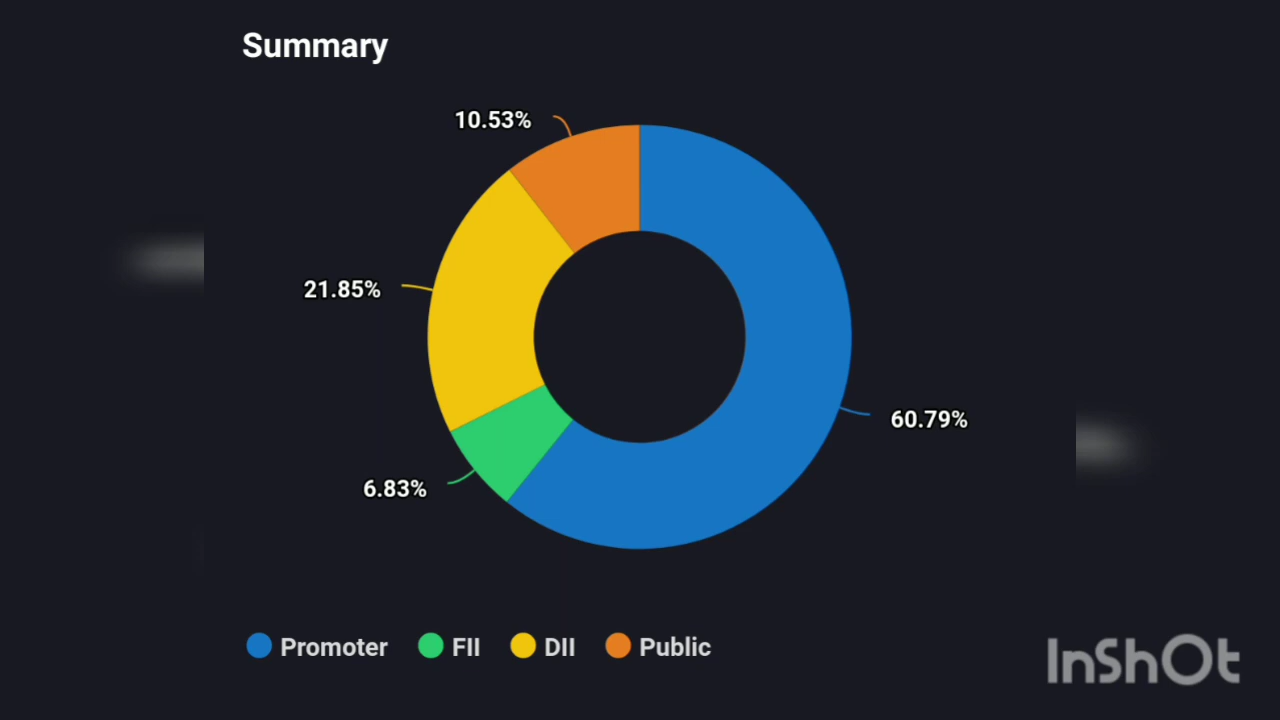 Summary
10.53%
21.85%
60.79%
6.83%
Promoter FII DII Public
InShOt